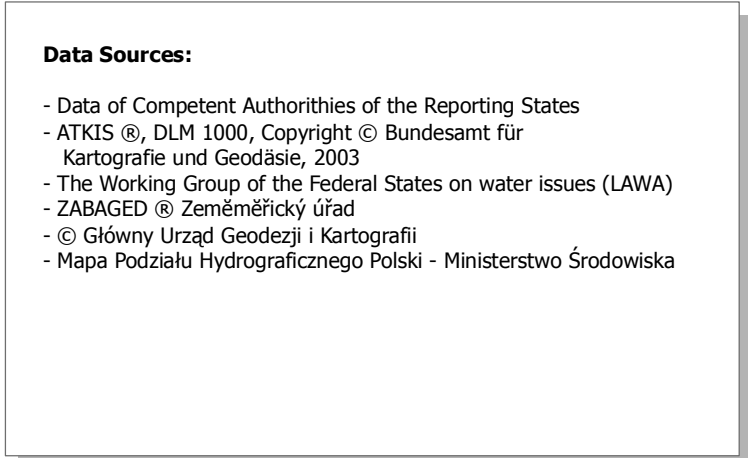 Data Sources:
- Data of Competent Authorithies of the Reporting States
- ATKIS ®, DLM 1000, Copyright © Bundesamt für
Kartografie und Geodäsie, 2003
- The Working Group of the Federal States on water issues (LAWA)
- ZABAGED ® Zeměměřický úřad
- © Główny Urząd Geodezji i Kartografii
- Mapa Podziału Hydrograficznego Polski - Ministerstwo Środowiska